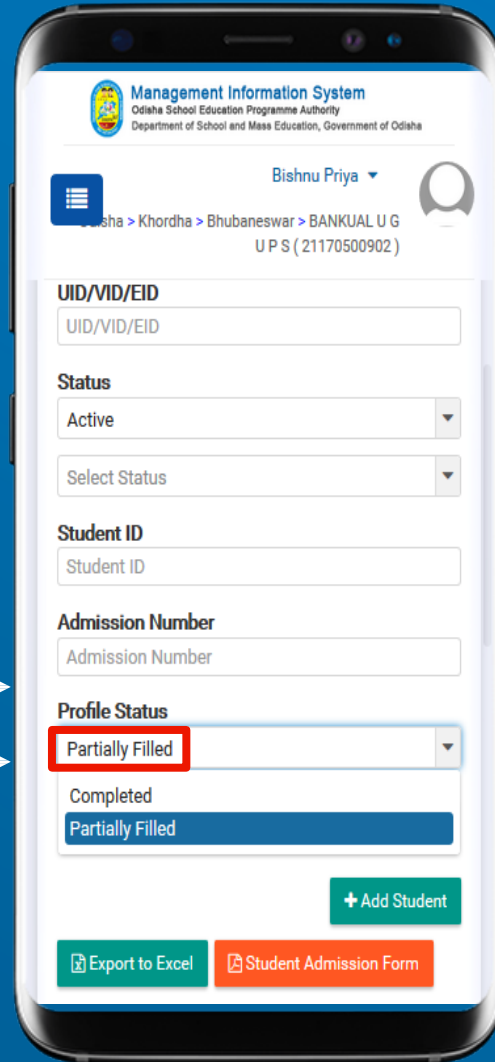 Management Information System
Odisha School Education Programme Authority
Department of School and Mass Education, Government of Odisha
Bishnu Priya
sha > Khordha > Bhubaneswar > BANKUAL U G
U P S ( 21170500902 )
UID/VID/EID
UID/VID/EID
Status
Active
Select Status
Student ID
Student ID
Admission Number
Admission Number
Profile Status
Partially Filled
Completed
Partially Filled
+ Add Student
Export to Excel Student Admission Form